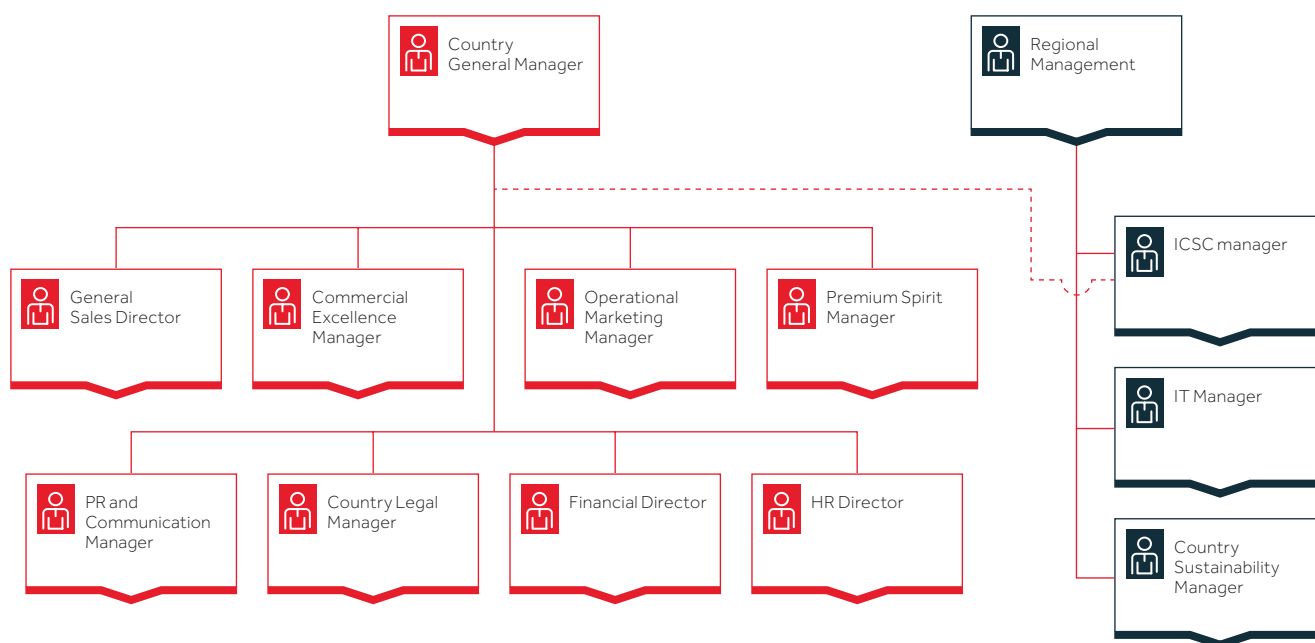 Country
General Manager
Regional
Management
ICSC manager
General
Sales Director
Commercial
Excellence
Manager
Operational
Marketing
Manager
Premium Spirit
Manager
IT Manager
PR and
Communication
Manager
Country Legal
Manager
Financial Director
HR Director
Country
Sustainability
Manager